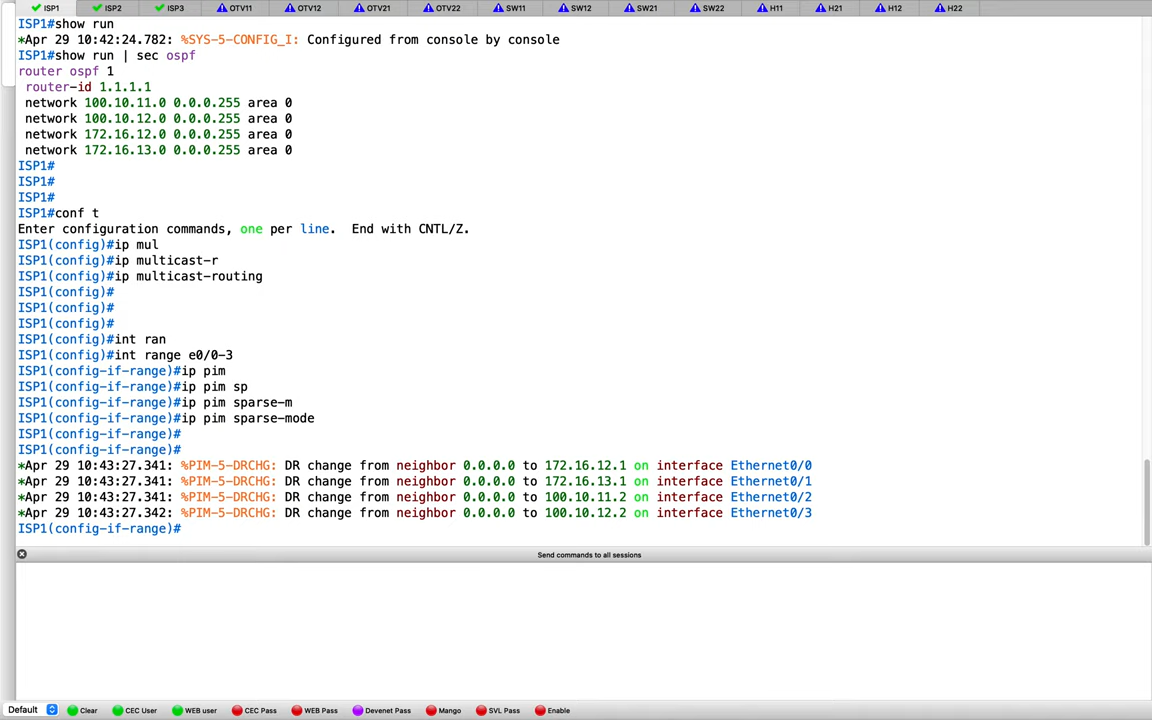 ISP1 ISP2 ISP3 OTV11 OTV12 OTV21 OTV22 SW11 SW12 SW21 SW22 H11 H21 H12 H22
ISP1#show run
*Apr 29 10:42:24.782: %SYS-5-CONFIG_I: Configured from console by console
ISP1#show run | sec ospf
router ospf 1
router-id 1.1.1.1
network 100.10.11.0 0.0.0.255 area 0
network 100.10.12.0 0.0.0.255 area 0
network 172.16.12.0 0.0.0.255 area 0
network 172.16.13.0 0.0.0.255 area 0
ISP1#
ISP1#
ISP1#
ISP1#conf t
Enter configuration commands, one per line.  End with CNTL/Z.
ISP1(config)#ip mul
ISP1(config)#ip multicast-r
ISP1(config)#ip multicast-routing
ISP1(config)#
ISP1(config)#
ISP1(config)#
ISP1(config)#int ran
ISP1(config)#int range e0/0-3
ISP1(config-if-range)#ip pim
ISP1(config-if-range)#ip pim sp
ISP1(config-if-range)#ip pim sparse-m
ISP1(config-if-range)#ip pim sparse-mode
ISP1(config-if-range)#
ISP1(config-if-range)#
*Apr 29 10:43:27.341: %PIM-5-DRCHG: DR change from neighbor 0.0.0.0 to 172.16.12.1 on interface Ethernet0/0
*Apr 29 10:43:27.341: %PIM-5-DRCHG: DR change from neighbor 0.0.0.0 to 172.16.13.1 on interface Ethernet0/1
*Apr 29 10:43:27.341: %PIM-5-DRCHG: DR change from neighbor 0.0.0.0 to 100.10.11.2 on interface Ethernet0/2
*Apr 29 10:43:27.342: %PIM-5-DRCHG: DR change from neighbor 0.0.0.0 to 100.10.12.2 on interface Ethernet0/3
ISP1(config-if-range)#
Send commands to all sessions
Default Clear CEC User WEB user CEC Pass WEB Pass Devenet Pass Mango SVL Pass Enable